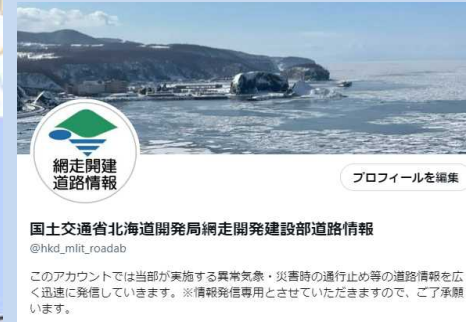 網走開建
道路情報
プロフィールを編集
国土交通省北海道開発局網走開発建設部道路情報
@hkd_mlit_roadab
このアカウントでは当部が実施する異常気象・災害時の通行止め等の道路情報を広
く迅速に発信していきます。※情報発信専用とさせていただきますので、ご了承願
います。